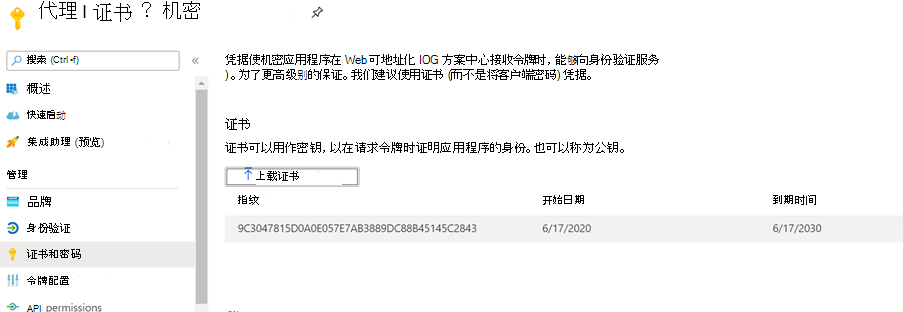 代理 | 证书 ? 机密
搜索 (Ctrl •f)
«
概述
快速启动
集成助理 (预览)
管理
品牌
身份验证
证书和密码
令牌配置
API permissions
凭据使机密应用程序在 Web 可地址化 IOG 方案中心接收令牌时, 能够向身份验证服务
) 。为了更高级别的保证。我们建议使用证书 (而不是将客户端密码) 凭据。
证书
证书可以用作密钥, 以在请求令牌时证明应用程序的身份。也可以称为公钥。
上载证书
指纹 开始日期 到期时间
9C3047815D0A0E057E7AB3889DC88B45145C2843 6/17/2020 6/17/2030